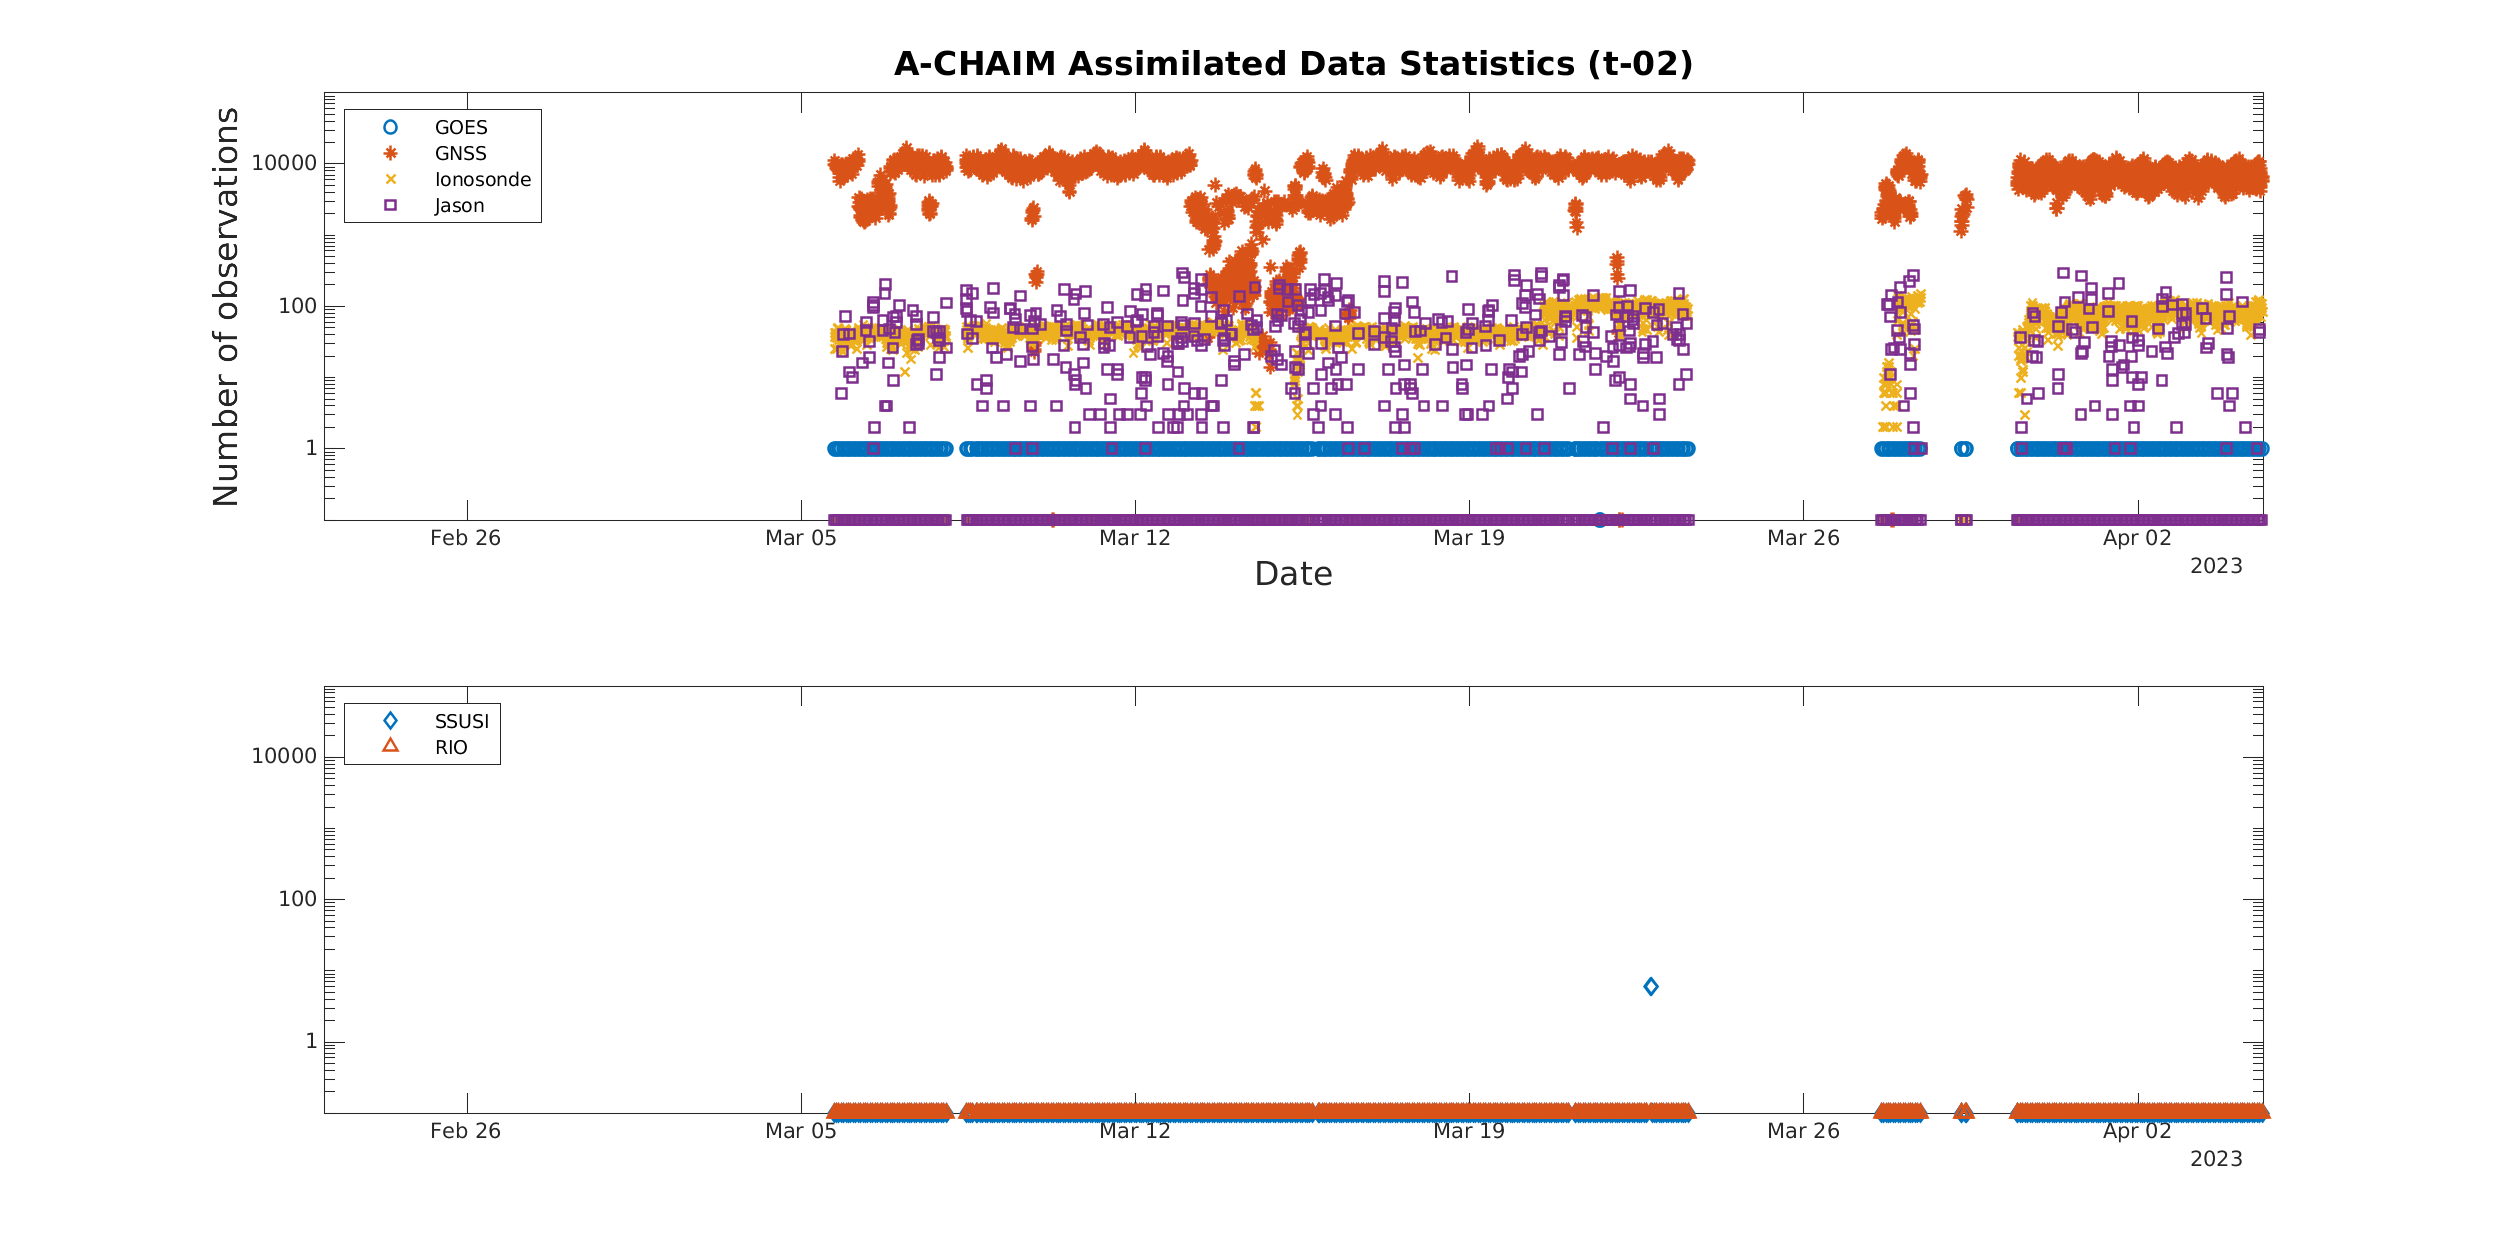 A-CHAIM Assimilated Data Statistics (t-02)
Number of observations
10000
100
1
GOES
GNSS
Ionosonde
Jason
Feb 26
Mar 05
Mar 12
Mar 19
Mar 26
Apr 02
2023
Date
10000
100
1
SSUSI
RIO
Feb 26
Mar 05
Mar 12
Mar 19
Mar 26
Apr 02
2023